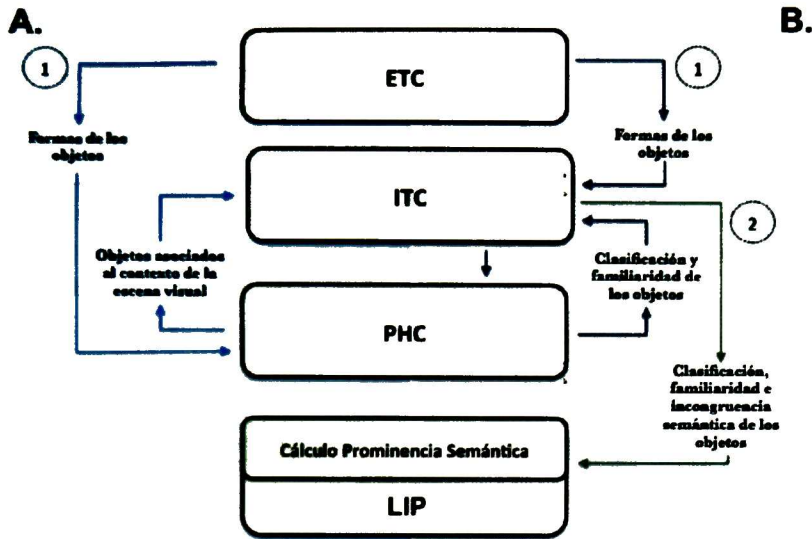 A.
B.
1
ETC
1
Formas de los
objetos
Formas de los
objetos
ITC
2
Objetos asociados
al contexto de la
escena visual
Clasificación y
familiaridad de
los objetos
PHC
Clasificación,
familiaridad e
incongruencia
semántica de los
objetos
Cálculo Prominencia Semántica
LIP